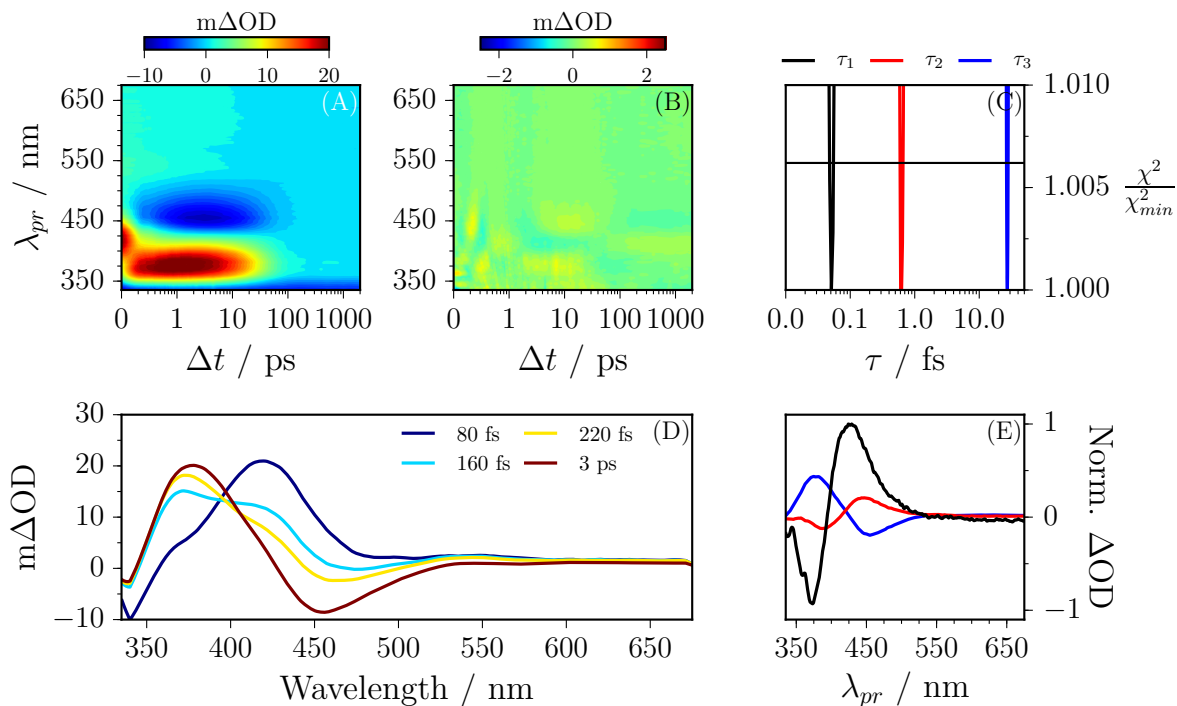 mΔOD
−10 0 10 20
mΔOD
−2 0 2
τ₁ τ₂ τ₃
(A)
650
550
450
350
λ_pr / nm
0 1 10 100 1000
Δt / ps
(B)
650
550
450
350
0 1 10 100 1000
Δt / ps
(C)
1.010
1.005
1.000
χ²/χ²_min
0.0 0.1 1.0 10.0
τ / fs
(D)
80 fs 220 fs
160 fs 3 ps
30
20
10
0
−10
mΔOD
350 400 450 500 550 600 650
Wavelength / nm
(E)
1
0
−1
Norm. ΔOD
350 450 550 650
λ_pr / nm